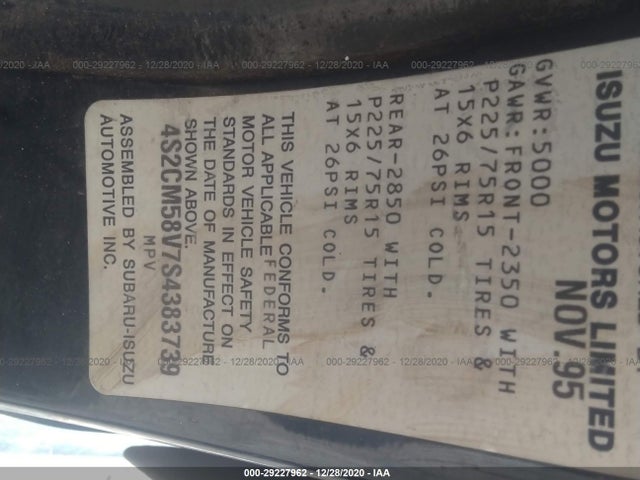 ISUZU MOTORS LIMITED
NOV 95
GVWR:5000
GAWR:FRONT-2350 WITH
P225/75R15 TIRES &
15X6 RIMS
AT 26PSI COLD.
REAR-2850 WITH
P225/75R15 TIRES &
15X6 RIMS
AT 26PSI COLD.
THIS VEHICLE CONFORMS TO
ALL APPLICABLE FEDERAL
MOTOR VEHICLE SAFETY
STANDARDS IN EFFECT ON
THE DATE OF MANUFACTURE
SHOWN ABOVE.
4S2CM58V7S4383739
MPV
ASSEMBLED BY SUBARU-ISUZU
AUTOMOTIVE INC.
000-29227962 - 12/28/2020 - IAA